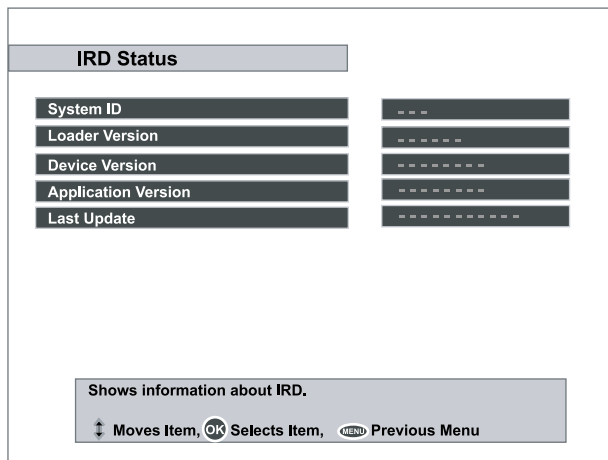 IRD Status
System ID - - -
Loader Version - - - - - -
Device Version - - - - - - - -
Application Version - - - - - - - -
Last Update - - - - - - - - - - -
Shows information about IRD.
Moves Item, OK Selects Item, MENU Previous Menu